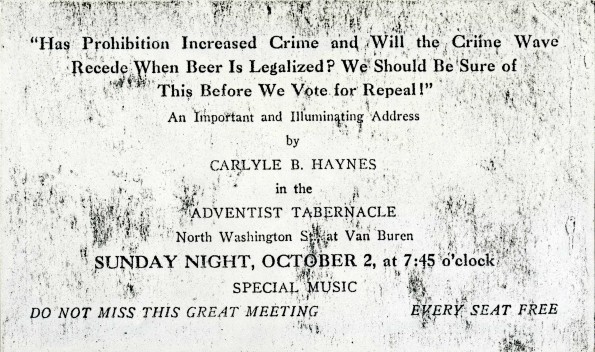 "Has Prohibition Increased Crime and Will the Crime Wave
Recede When Beer Is Legalized? We Should Be Sure of
This Before We Vote for Repeal!"
An Important and Illuminating Address
by
CARLYLE B. HAYNES
in the
ADVENTIST TABERNACLE
North Washington St. at Van Buren
SUNDAY NIGHT, OCTOBER 2, at 7:45 o'clock
SPECIAL MUSIC
DO NOT MISS THIS GREAT MEETING EVERY SEAT FREE